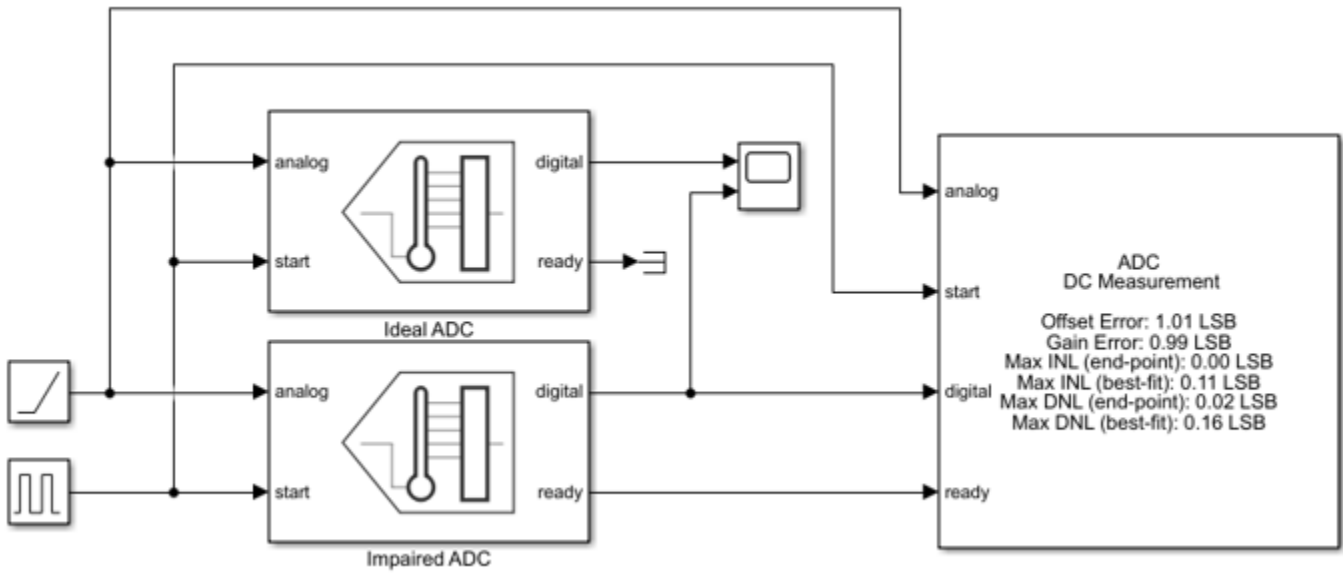 analog
digital
start
ready
Ideal ADC
analog
digital
start
ready
Impaired ADC
analog
start
digital
ready
ADC
DC Measurement
Offset Error: 1.01 LSB
Gain Error: 0.99 LSB
Max INL (end-point): 0.00 LSB
Max INL (best-fit): 0.11 LSB
Max DNL (end-point): 0.02 LSB
Max DNL (best-fit): 0.16 LSB